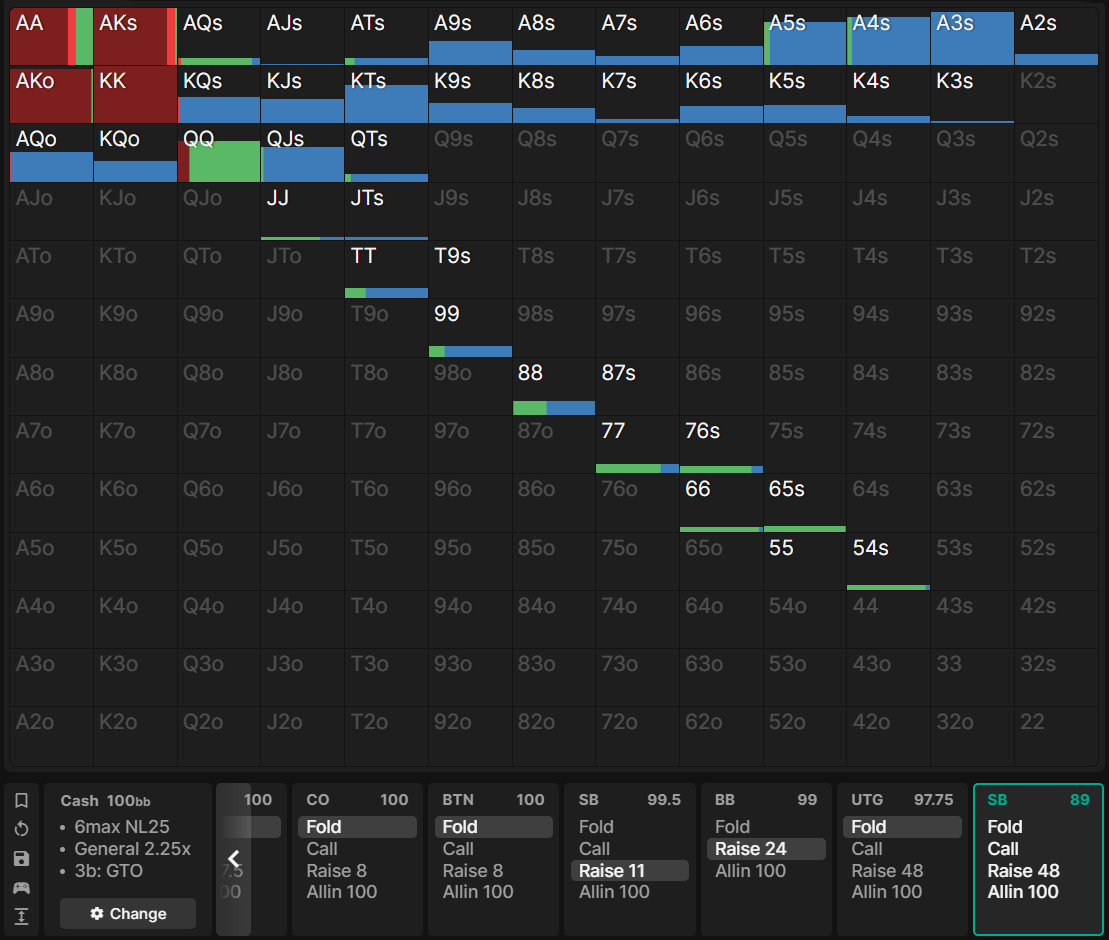 AA AKs AQs AJs ATs A9s A8s A7s A6s A5s A4s A3s A2s
AKo KK KQs KJs KTs K9s K8s K7s K6s K5s K4s K3s K2s
AQo KQo QQ QJs QTs Q9s Q8s Q7s Q6s Q5s Q4s Q3s Q2s
AJo KJo QJo JJ JTs J9s J8s J7s J6s J5s J4s J3s J2s
ATo KTo QTo JTo TT T9s T8s T7s T6s T5s T4s T3s T2s
A9o K9o Q9o J9o T9o 99 98s 97s 96s 95s 94s 93s 92s
A8o K8o Q8o J8o T8o 98o 88 87s 86s 85s 84s 83s 82s
A7o K7o Q7o J7o T7o 97o 87o 77 76s 75s 74s 73s 72s
A6o K6o Q6o J6o T6o 96o 86o 76o 66 65s 64s 63s 62s
A5o K5o Q5o J5o T5o 95o 85o 75o 65o 55 54s 53s 52s
A4o K4o Q4o J4o T4o 94o 84o 74o 64o 54o 44 43s 42s
A3o K3o Q3o J3o T3o 93o 83o 73o 63o 53o 43o 33 32s
A2o K2o Q2o J2o T2o 92o 82o 72o 62o 52o 42o 32o 22
Cash 100bb
• 6max NL25
• General 2.25x
• 3b: GTO
Change
100
7.5
00
CO 100
Fold
Call
Raise 8
Allin 100
BTN 100
Fold
Call
Raise 8
Allin 100
SB 99.5
Fold
Call
Raise 11
Allin 100
BB 99
Fold
Raise 24
Allin 100
UTG 97.75
Fold
Call
Raise 48
Allin 100
SB 89
Fold
Call
Raise 48
Allin 100